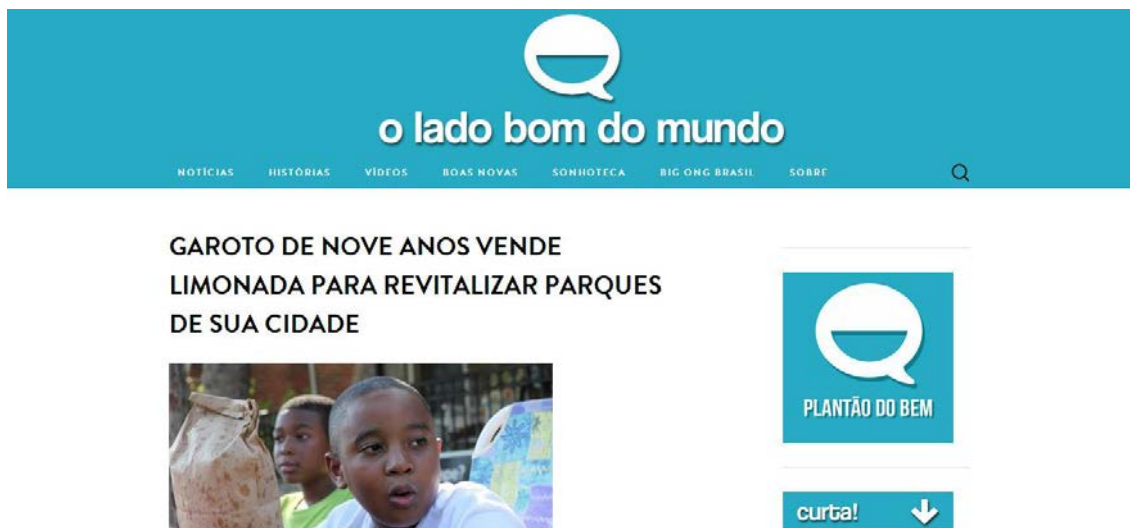 o lado bom do mundo
NOTÍCIAS HISTÓRIAS VÍDEOS BOAS NOVAS SONHOTECA BIG ONG BRASIL SOBRE
GAROTO DE NOVE ANOS VENDE
LIMONADA PARA REVITALIZAR PARQUES
DE SUA CIDADE
PLANTÃO DO BEM
curta!